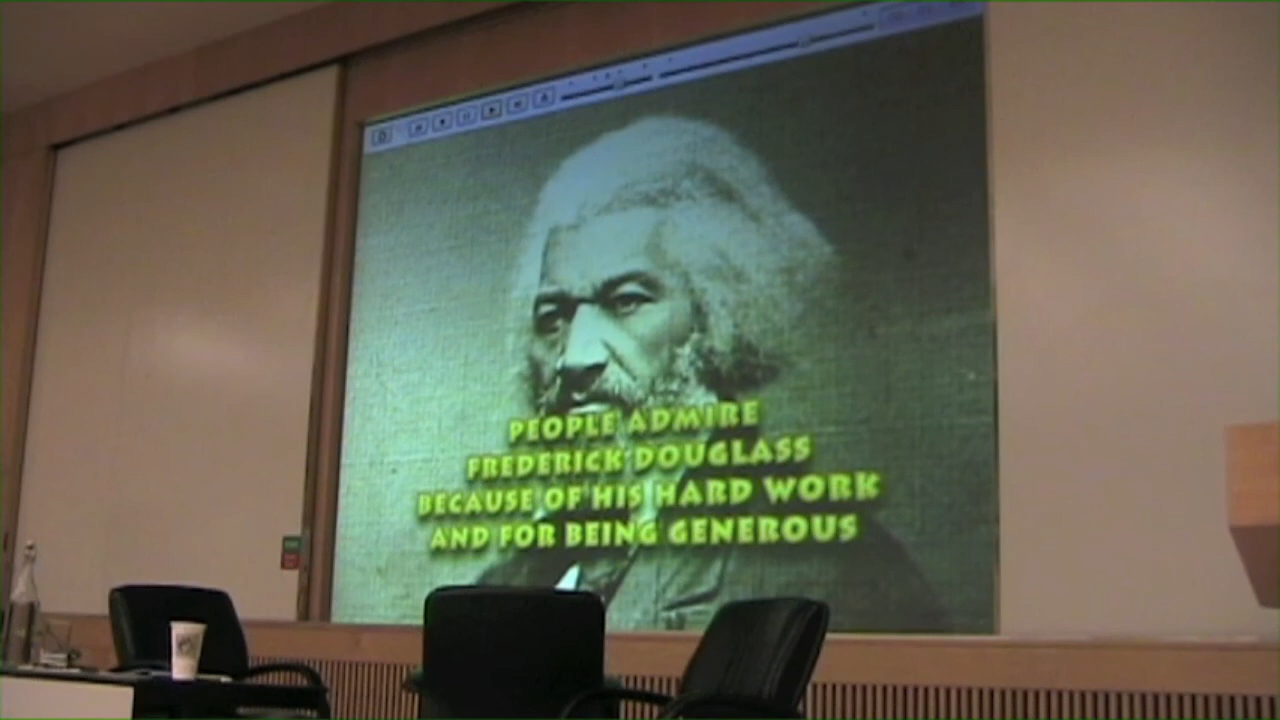 PEOPLE ADMIRE
FREDERICK DOUGLASS
BECAUSE OF HIS HARD WORK
AND FOR BEING GENEROUS